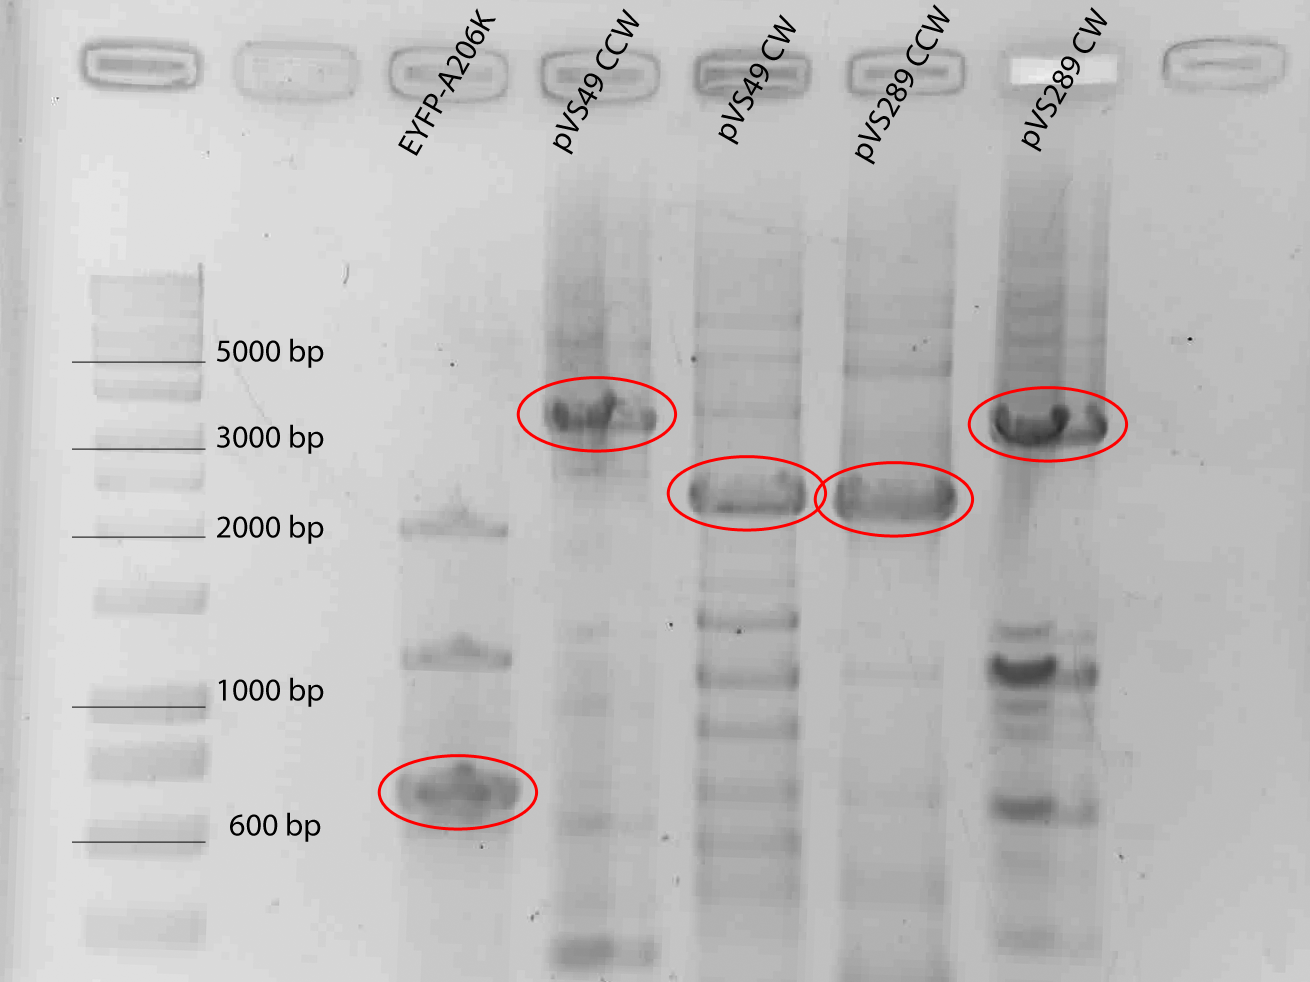 EYFP-A206K
pVS49 CCW
pVS49 CW
pVS289 CCW
pVS289 CW
5000 bp
3000 bp
2000 bp
1000 bp
600 bp